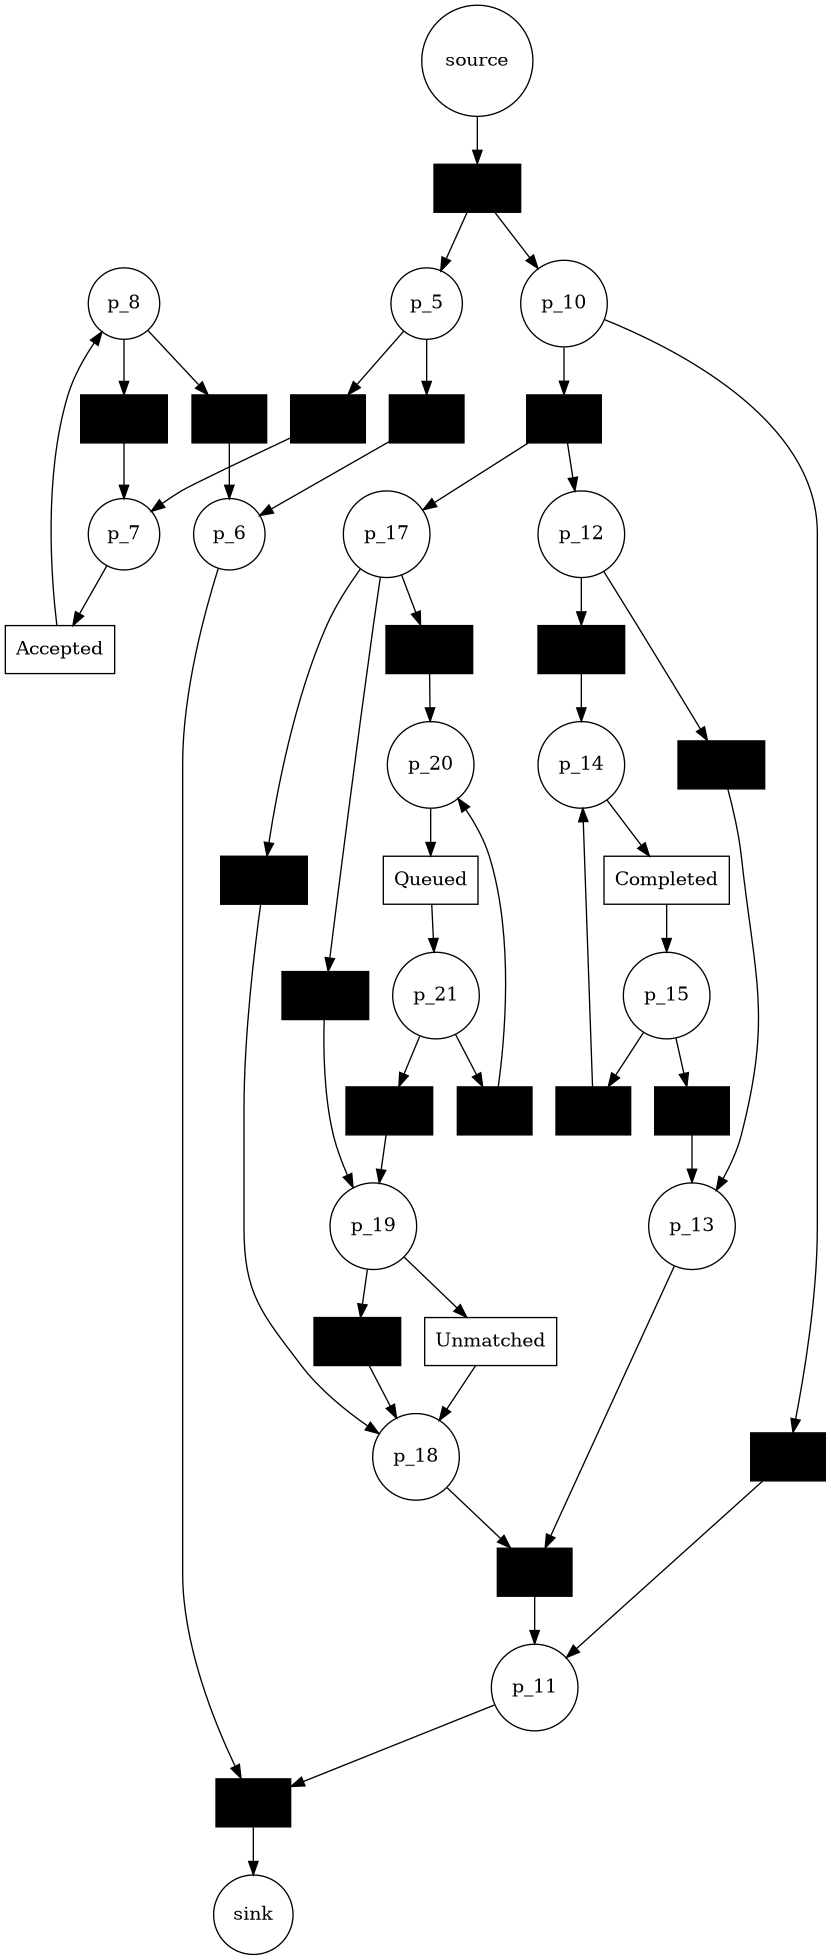 source
p_8
p_5
p_10
p_7
p_6
p_17
p_12
Accepted
p_20
p_14
Queued
Completed
p_21
p_15
p_19
p_13
Unmatched
p_18
p_11
sink